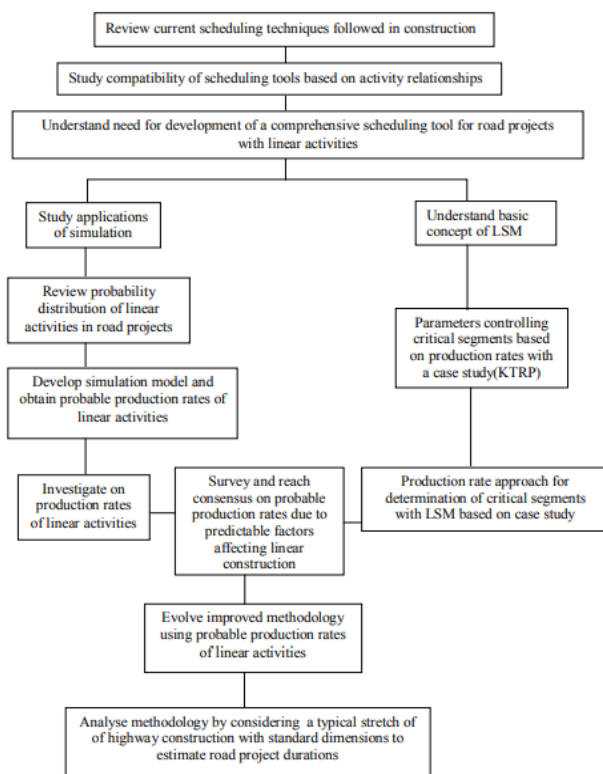 Review current scheduling techniques followed in construction
Study compatibility of scheduling tools based on activity relationships
Understand need for development of a comprehensive scheduling tool for road projects
with linear activities
Study applications
of simulation
Understand basic
concept of LSM
Review probability
distribution of linear
activities in road projects
Parameters controlling
critical segments based
on production rates with
a case study(KTRP)
Develop simulation model and
obtain probable production rates of
linear activities
Investigate on
production rates
of linear activities
Survey and reach
consensus on probable
production rates due to
predictable factors
affecting linear
construction
Production rate approach for
determination of critical segments
with LSM based on case study
Evolve improved methodology
using probable production rates
of linear activities
Analyse methodology by considering a typical stretch of
of highway construction with standard dimensions to
estimate road project durations